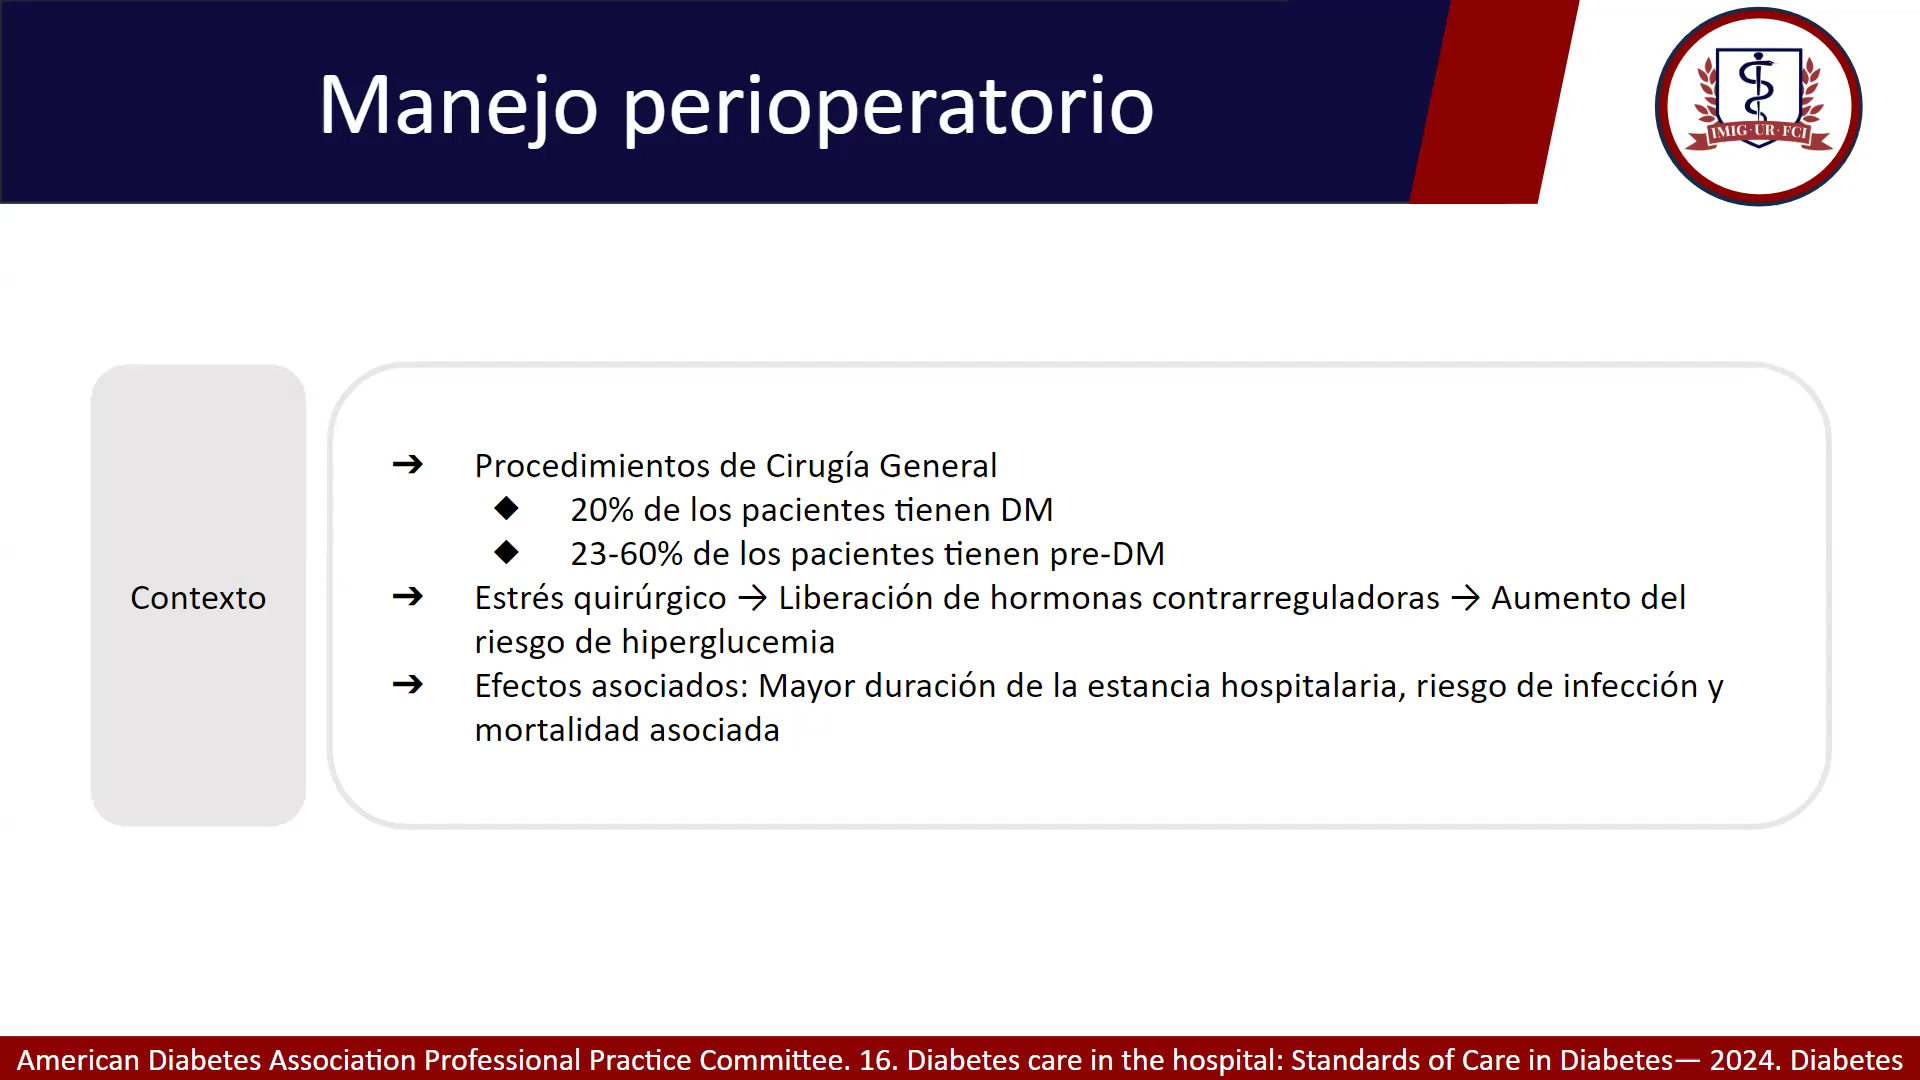 Manejo perioperatorio
IMIG·UR·FCI
Contexto
➔ Procedimientos de Cirugía General
◆ 20% de los pacientes tienen DM
◆ 23-60% de los pacientes tienen pre-DM
➔ Estrés quirúrgico → Liberación de hormonas contrarreguladoras → Aumento del
riesgo de hiperglucemia
➔ Efectos asociados: Mayor duración de la estancia hospitalaria, riesgo de infección y
mortalidad asociada
American Diabetes Association Professional Practice Committee. 16. Diabetes care in the hospital: Standards of Care in Diabetes— 2024. Diabetes